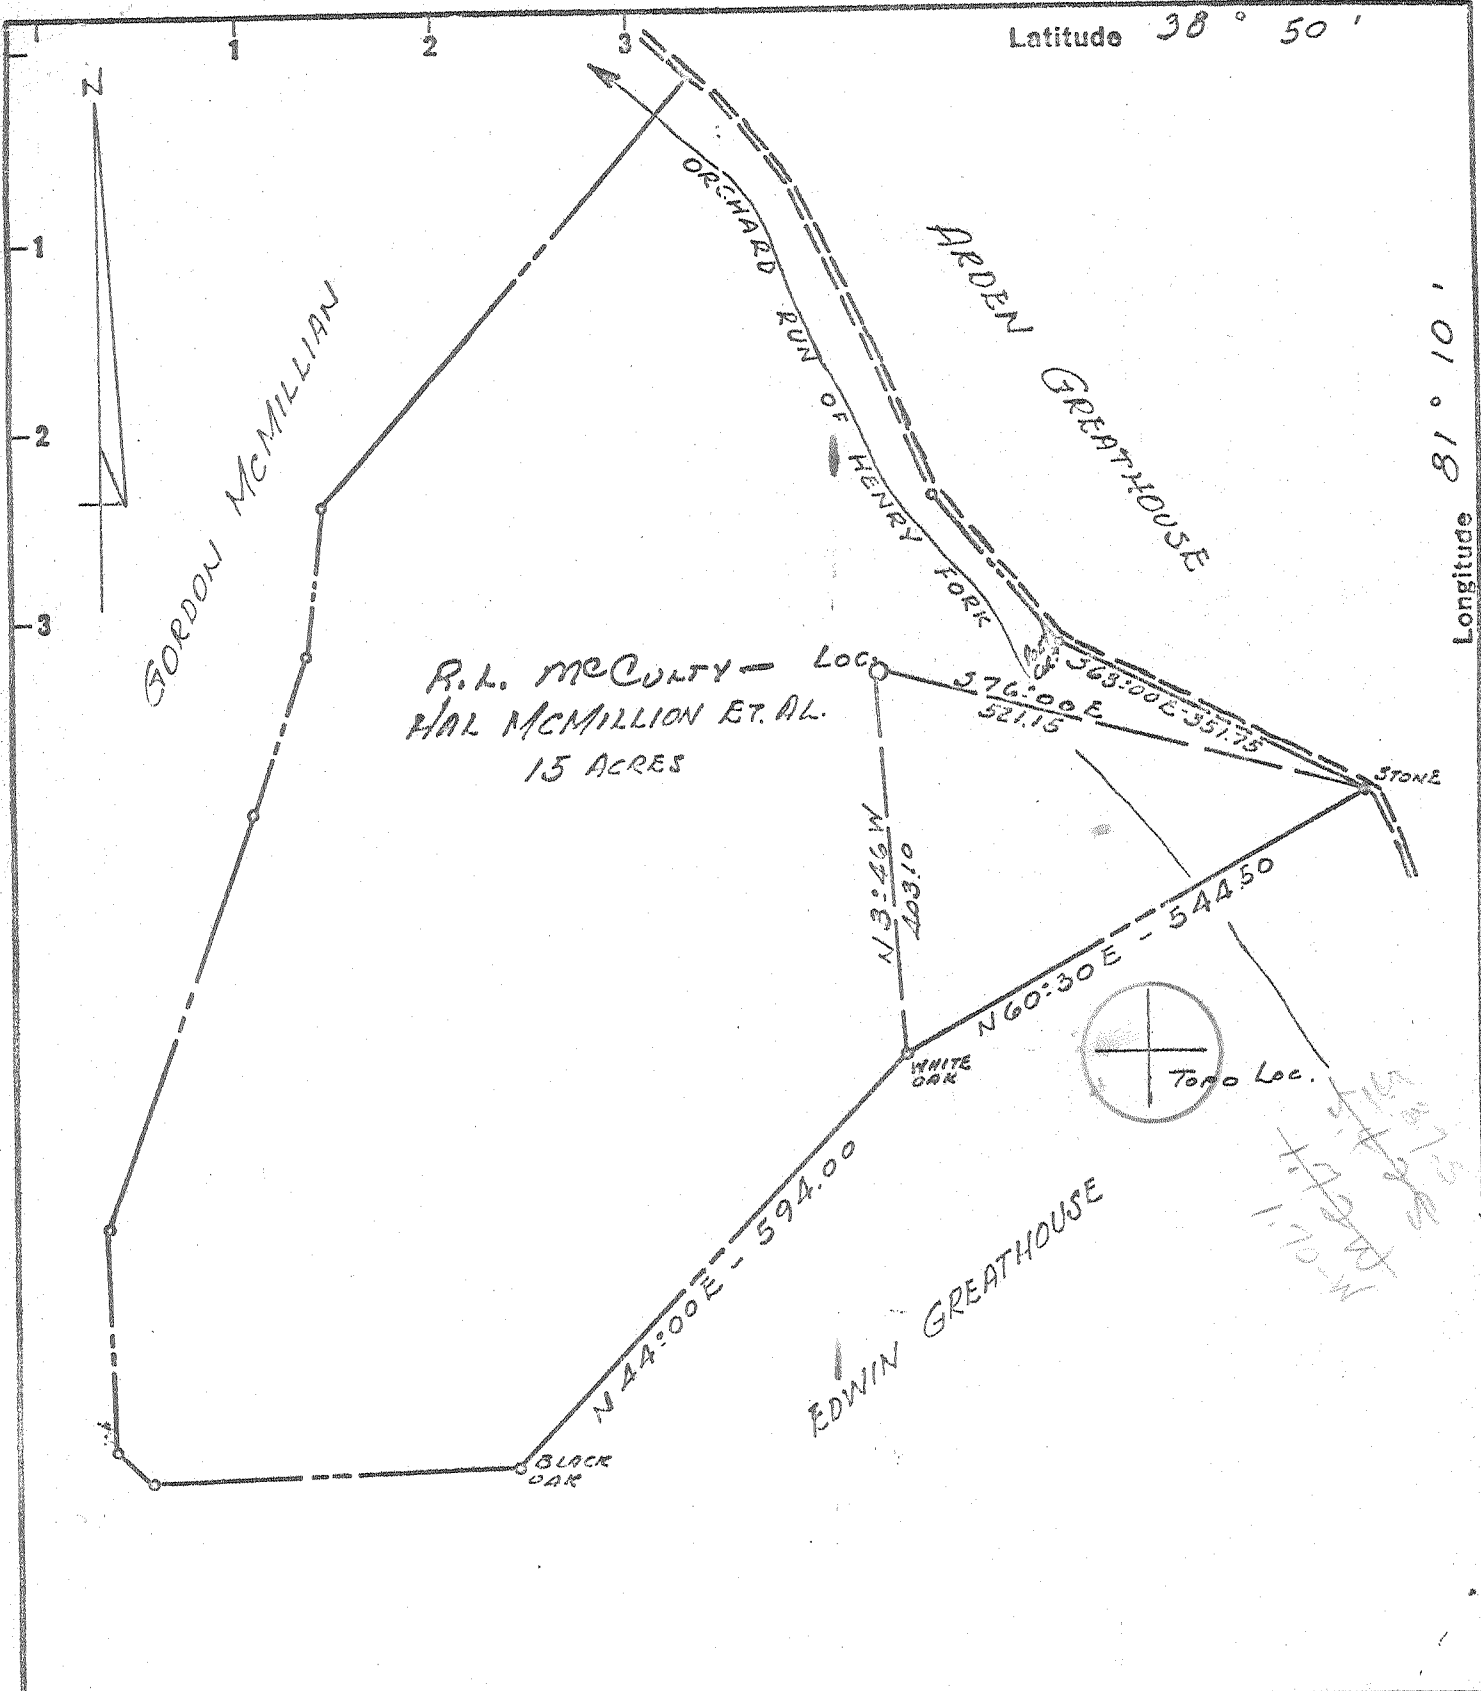 Latitude 38 ° 50 '
1
2
3
N
1
2
3
Longitude 81 ° 10 '
ORCHARD RUN OF HENRY FORK
ARDEN GREATHOUSE
GORDON McMILLIAN
R.L. McCULTY -
HAL McMILLION ET. AL.
15 ACRES
LOC.
S76:00E
521.15
S63:00E-351.75
STONE
N3:46W
403.10
N60:30E - 544.50
WHITE
OAK
TOPO LOC.
N44:00E - 594.00
EDWIN GREATHOUSE
BLACK
OAK